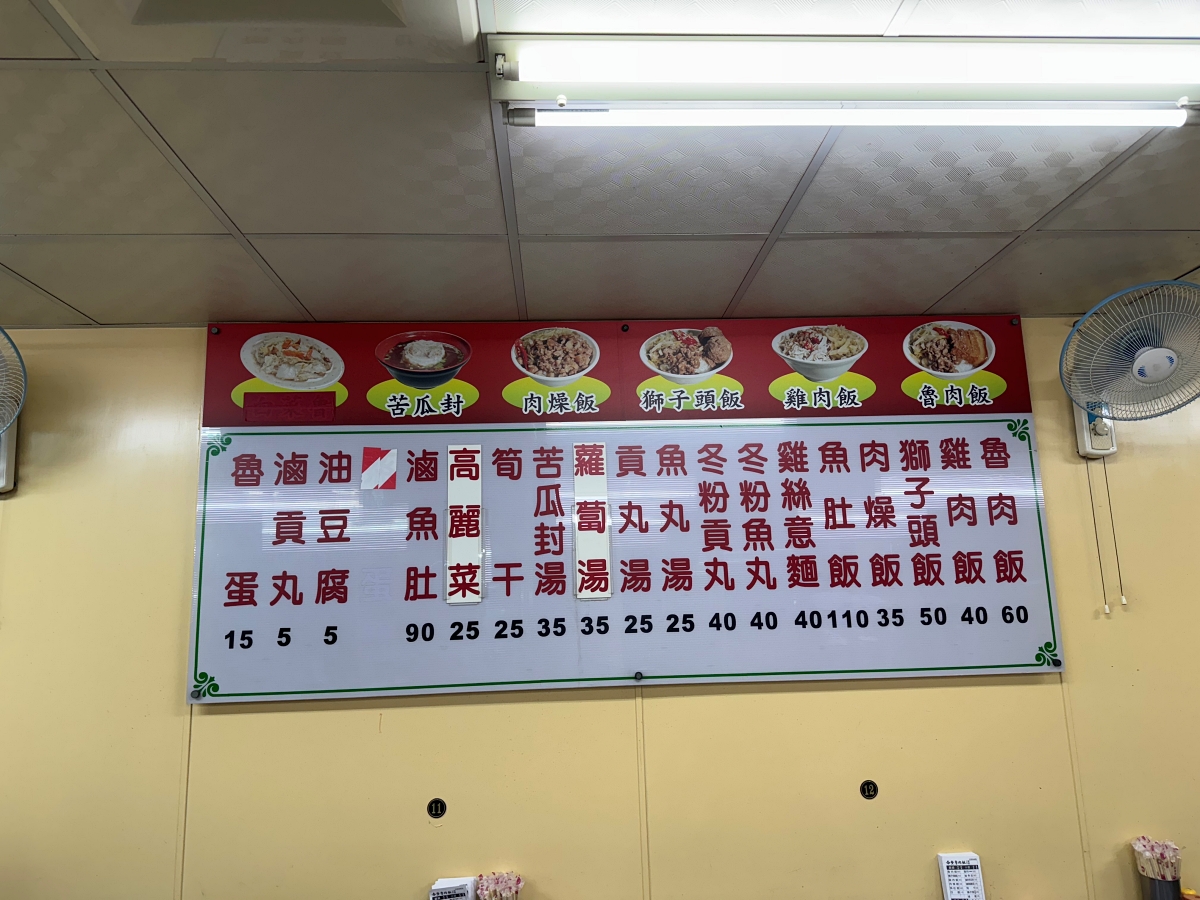 苦瓜封
肉燥飯
獅子頭飯
雞肉飯
魯肉飯
魯肉飯 60
雞肉飯 40
獅子頭飯 50
肉燥飯 35
魚肚飯 110
雞絲意麵 40
冬粉魚丸 40
冬粉貢丸 40
魚丸湯 25
貢丸湯 25
蘿蔔湯 35
苦瓜封湯 35
筍干 25
高麗菜 25
滷魚肚 90
油豆腐 5
滷貢丸 5
魯蛋 15
11
12